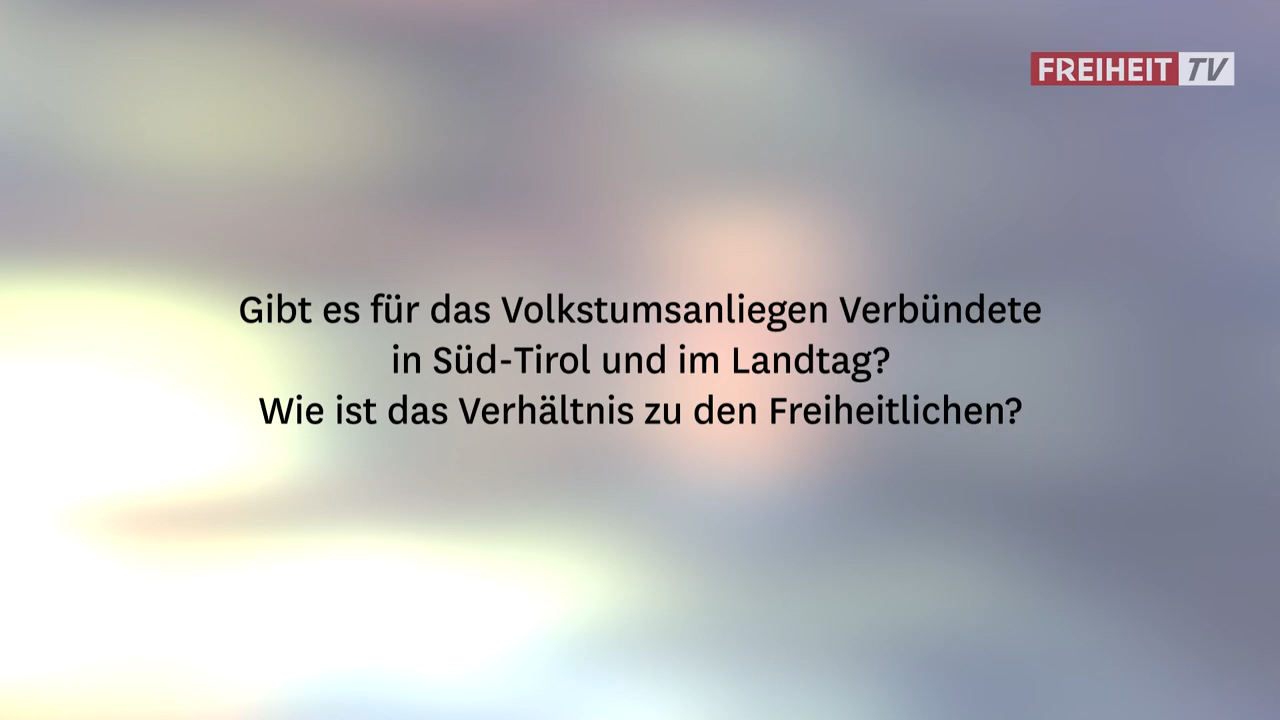 FREIHEIT TV
Gibt es für das Volkstumsanliegen Verbündete
in Süd-Tirol und im Landtag?
Wie ist das Verhältnis zu den Freiheitlichen?